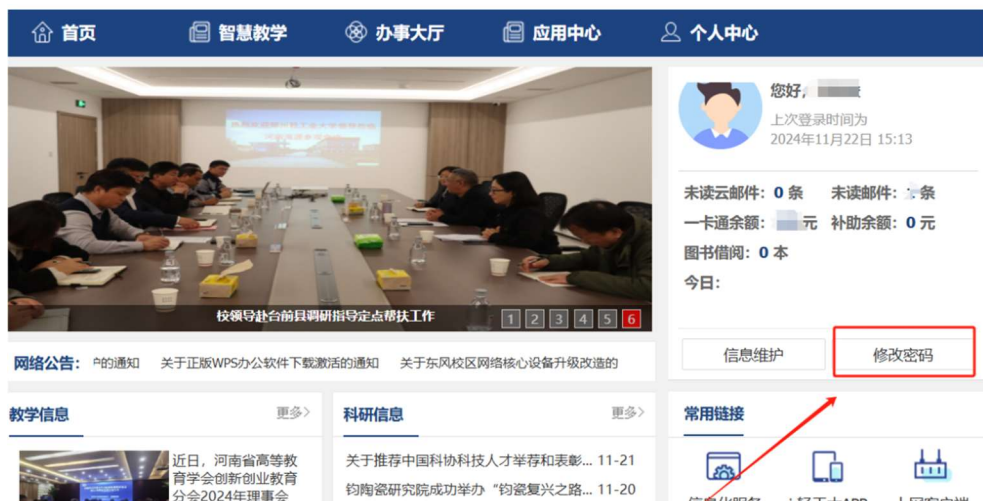 首页 智慧教学 办事大厅 应用中心 个人中心
您好,
上次登录时间为
2024年11月22日 15:13
未读云邮件: 0 条 未读邮件: 条
一卡通余额: 元 补助余额: 0 元
图书借阅: 0 本
今日:
信息维护 修改密码
校领导赴台前县调研指导定点帮扶工作 1 2 3 4 5 6
网络公告: 户的通知 关于正版WPS办公软件下载激活的通知 关于东风校区网络核心设备升级改造的
教学信息 更多〉
近日,河南省高等教
育学会创新创业教育
分会2024年理事会
科研信息 更多〉
关于推荐中国科协科技人才举荐和表彰... 11-21
钧陶瓷研究院成功举办“钧瓷复兴之路... 11-20
常用链接